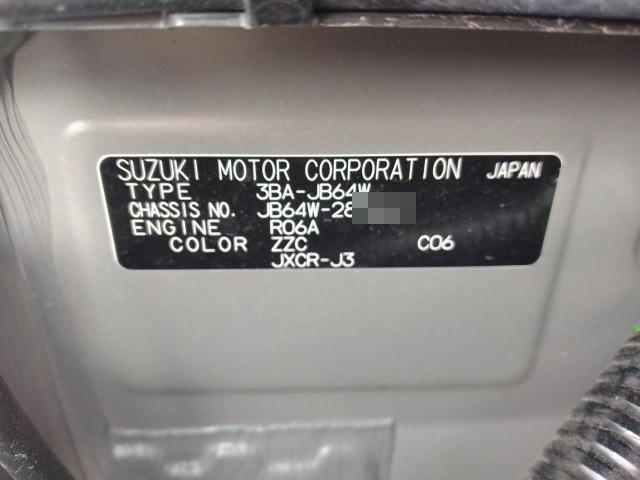 SUZUKI MOTOR CORPORATION JAPAN
TYPE 3BA-JB64W
CHASSIS NO. JB64W-28
ENGINE R06A
COLOR ZZC C06
JXCR-J3